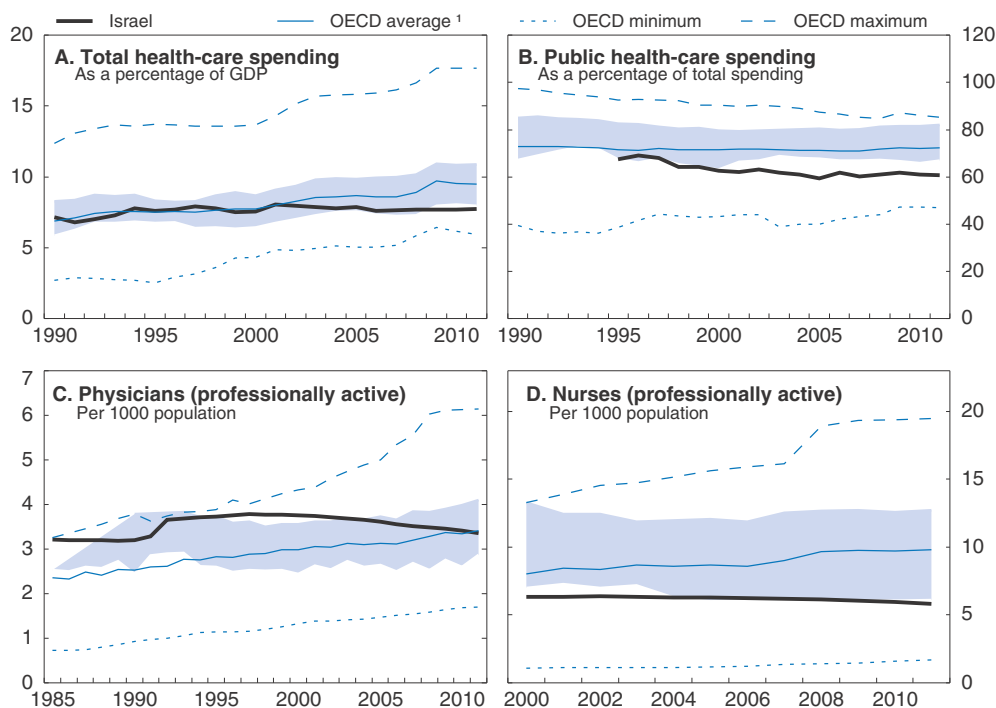 Israel OECD average ¹ OECD minimum OECD maximum
A. Total health-care spending
As a percentage of GDP
20
15
10
5
0
1990 1995 2000 2005 2010
B. Public health-care spending
As a percentage of total spending
120
100
80
60
40
20
0
1990 1995 2000 2005 2010
C. Physicians (professionally active)
Per 1000 population
7
6
5
4
3
2
1
0
1985 1990 1995 2000 2005 2010
D. Nurses (professionally active)
Per 1000 population
20
15
10
5
0
2000 2002 2004 2006 2008 2010